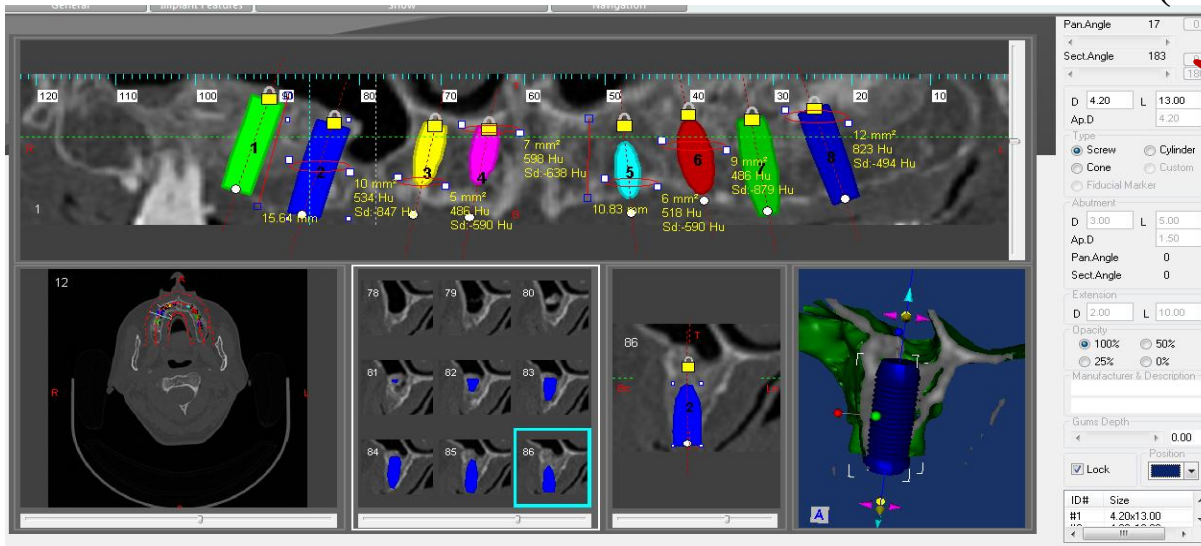 General Implant Features Show Navigation
120 110 100 90 80 70 60 50 40 30 20 10
1 2 3 4 5 6 7 8
15.64 mm
10 mm²
534 Hu
Sd:-847 Hu
5 mm²
486 Hu
Sd:-590 Hu
7 mm²
598 Hu
Sd:-638 Hu
10.83 mm
6 mm²
518 Hu
Sd:-590 Hu
9 mm²
486 Hu
Sd:-879 Hu
12 mm²
823 Hu
Sd:-494 Hu
1
12
R L
78 79 80
81 82 83
84 85 86
86
T
2
A
Pan.Angle 17 0
Sect.Angle 183
180
D 4.20 L 13.00
Ap.D 4.20
Type
Screw Cylinder
Cone Custom
Fiducial Marker
Abutment
D 3.00 L 5.00
Ap.D 1.50
Pan.Angle 0
Sect.Angle 0
Extension
D 2.00 L 10.00
Opacity
100% 50%
25% 0%
Manufacturer & Description
Gums Depth
0.00
Position
Lock
ID# Size
#1 4.20x13.00